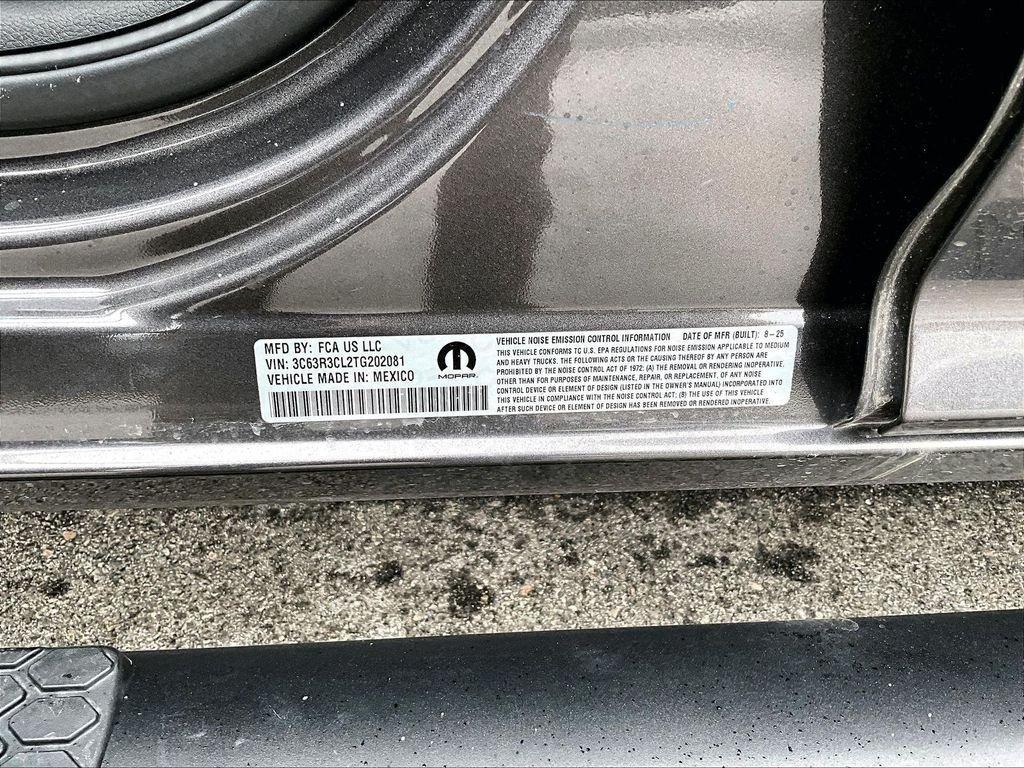 MFD BY: FCA US LLC
VIN: 3C63R3CL2TG202081
VEHICLE MADE IN: MEXICO
MOPAR.
VEHICLE NOISE EMISSION CONTROL INFORMATION DATE OF MFR (BUILT): 8-25
THIS VEHICLE CONFORMS TO U.S. EPA REGULATIONS FOR NOISE EMISSION APPLICABLE TO MEDIUM
AND HEAVY TRUCKS. THE FOLLOWING ACTS OR THE CAUSING THEREOF ARE
PROHIBITED BY THE NOISE CONTROL ACT OF 1972: (A) THE REMOVAL OR RENDERING INOPERATIVE,
OTHER THAN FOR PURPOSES OF MAINTENANCE, REPAIR, OR REPLACEMENT, OF ANY NOISE
CONTROL DEVICE OR ELEMENT OF DESIGN (LISTED IN THE OWNER'S MANUAL) INCORPORATED INTO
THIS VEHICLE IN COMPLIANCE WITH THE NOISE CONTROL ACT; (B) THE USE OF THIS VEHICLE
AFTER SUCH DEVICE OR ELEMENT OF DESIGN HAS BEEN REMOVED OR RENDERED INOPERATIVE.